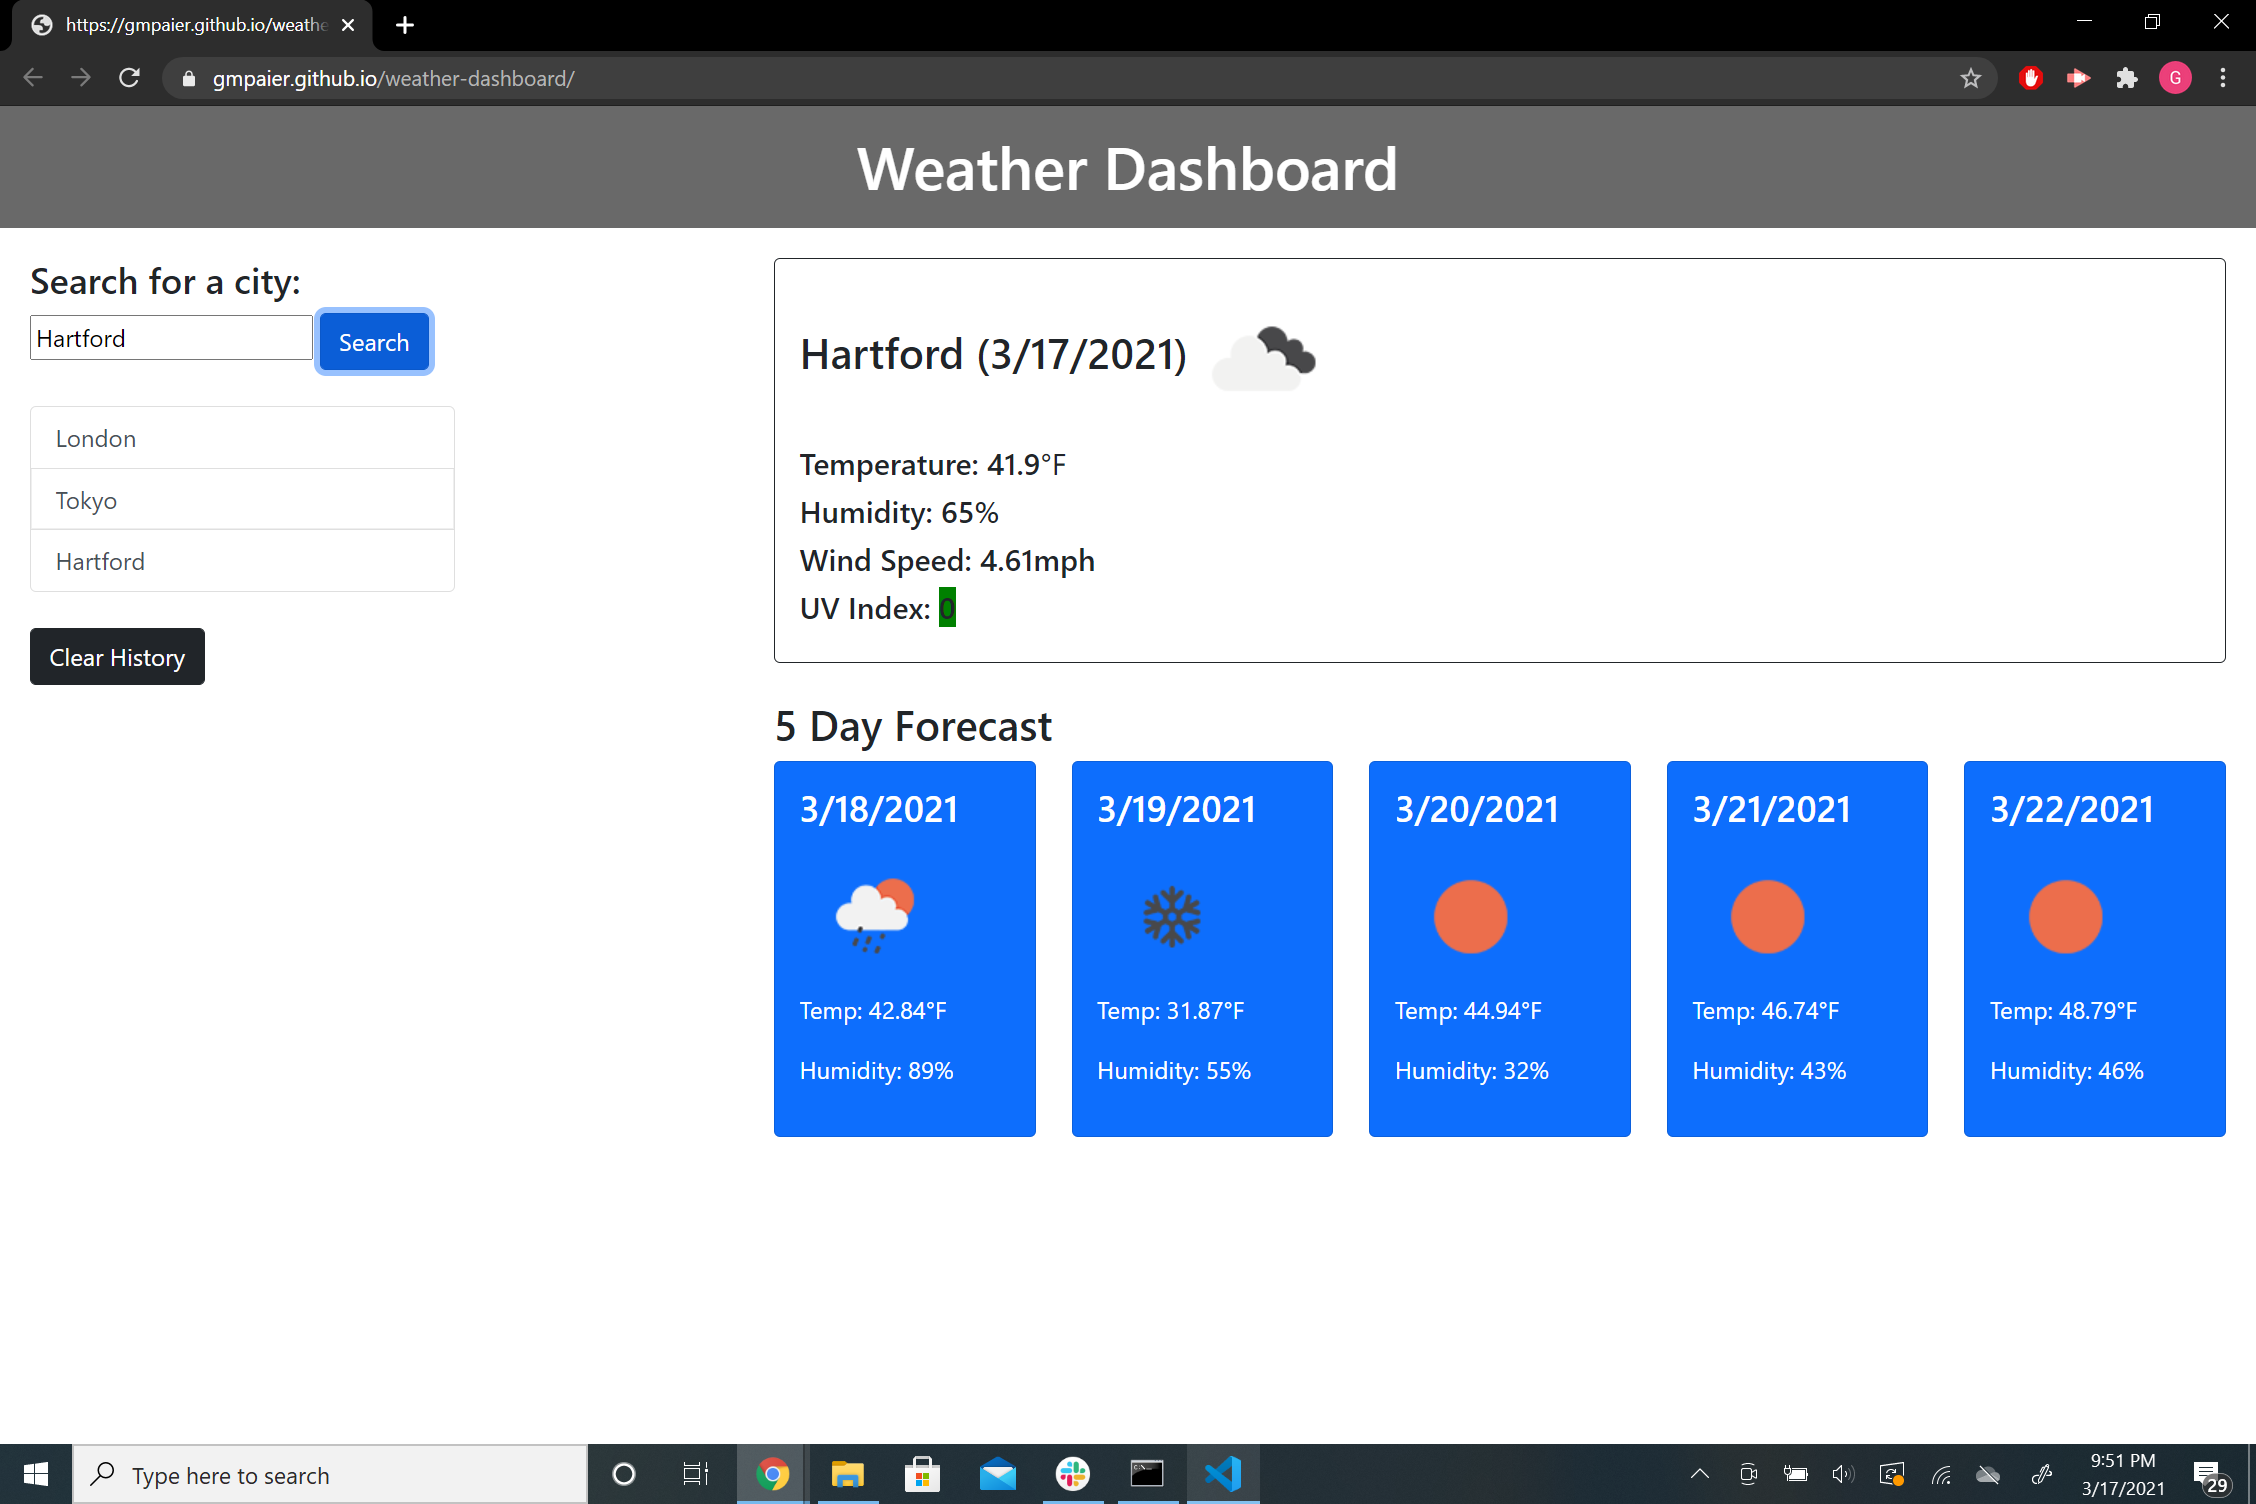 https://gmpaier.github.io/weathe
gmpaier.github.io/weather-dashboard/
G
Weather Dashboard
Search for a city:
Hartford
Search
London
Tokyo
Hartford
Clear History
Hartford (3/17/2021)
Temperature: 41.9°F
Humidity: 65%
Wind Speed: 4.61mph
UV Index: 0
5 Day Forecast
3/18/2021
Temp: 42.84°F
Humidity: 89%
3/19/2021
Temp: 31.87°F
Humidity: 55%
3/20/2021
Temp: 44.94°F
Humidity: 32%
3/21/2021
Temp: 46.74°F
Humidity: 43%
3/22/2021
Temp: 48.79°F
Humidity: 46%
Type here to search
9:51 PM
3/17/2021
29